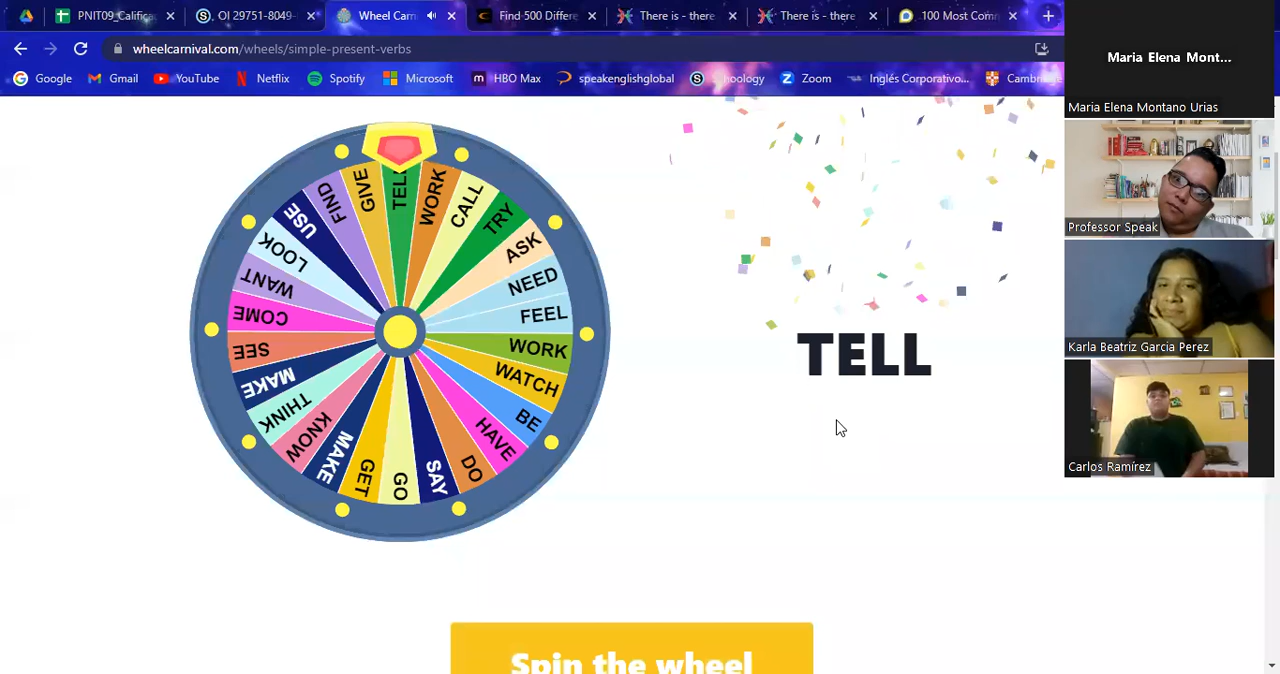 PNIT09_Califica
S, OI 29751-8049-
Wheel Carn
Find 500 Differe
There is - there
There is - there
100 Most Com
wheelcarnival.com/wheels/simple-present-verbs
Google
Gmail
YouTube
Netflix
Spotify
Microsoft
HBO Max
speakenglishglobal
Schoology
Zoom
Inglés Corporativo...
Cambri
TELL
WORK
CALL
TRY
ASK
NEED
FEEL
WORK
WATCH
BE
HAVE
DO
SAY
GO
GET
MAKE
KNOW
THINK
MAKE
SEE
COME
WANT
LOOK
USE
FIND
GIVE
TELL
Spin the wheel
Maria Elena Mont...
Maria Elena Montano Urias
Professor Speak
Karla Beatriz Garcia Perez
Carlos Ramírez